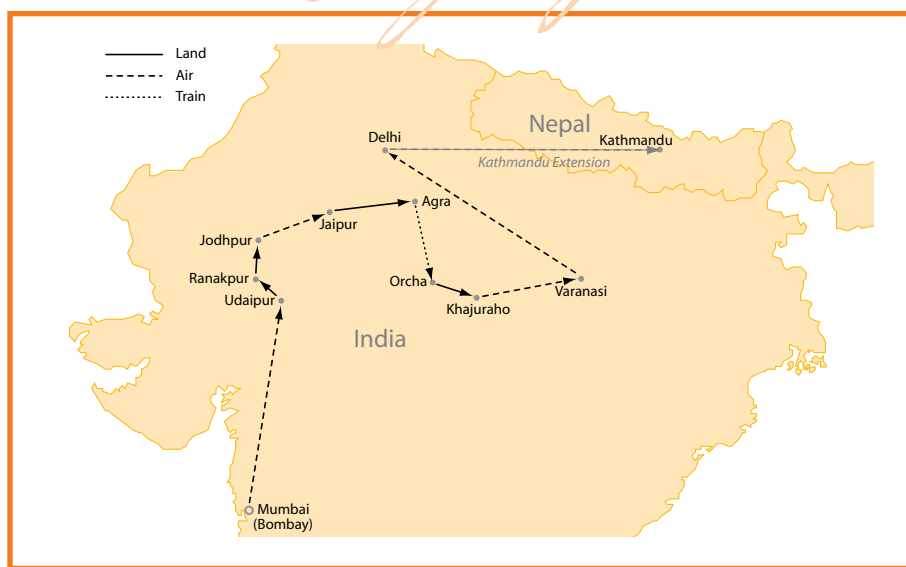 Land
Air
Train
Nepal
Delhi
Kathmandu
Kathmandu Extension
Agra
Jaipur
Jodhpur
Ranakpur
Orcha
Varanasi
Udaipur
Khajuraho
India
Mumbai
(Bombay)